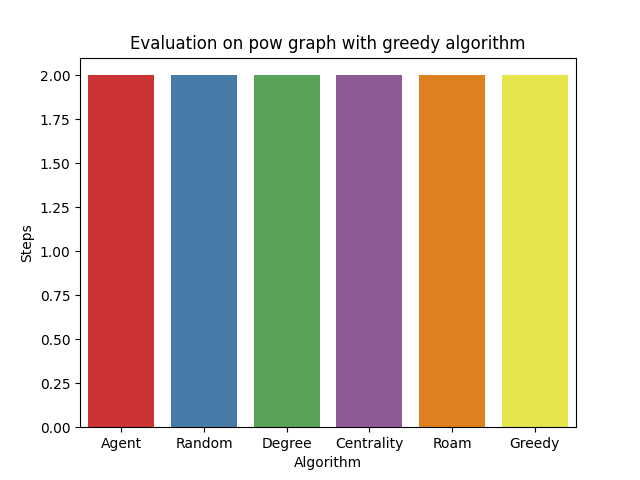 Evaluation on pow graph with greedy algorithm
2.00
1.75
1.50
1.25
1.00
0.75
0.50
0.25
0.00
Steps
Agent Random Degree Centrality Roam Greedy
Algorithm